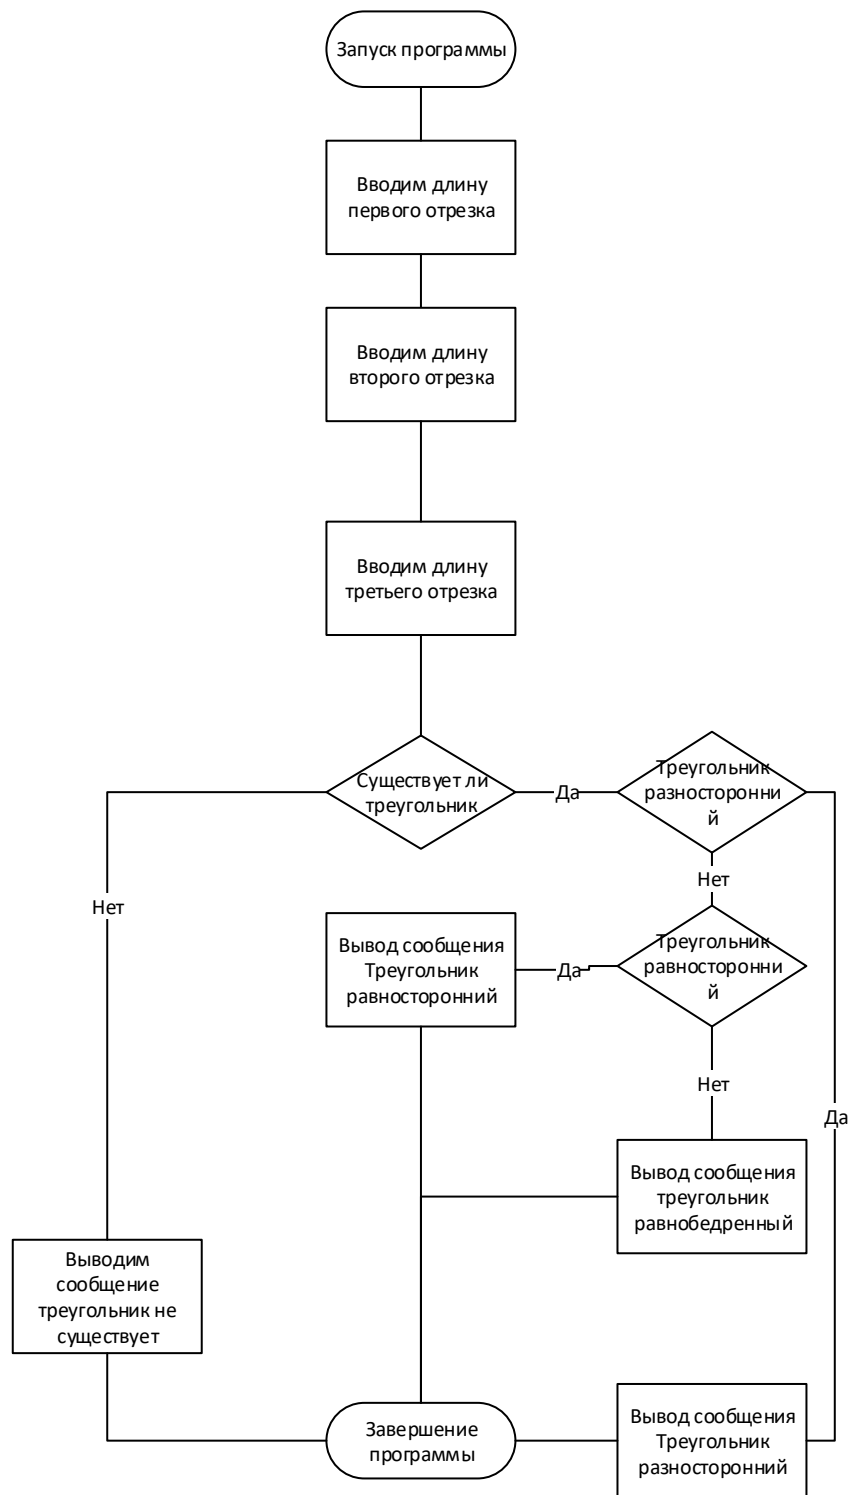 Запуск программы
Вводим длину
первого отрезка
Вводим длину
второго отрезка
Вводим длину
третьего отрезка
Существует ли
треугольник
Да
Треугольник
разносторонни
й
Нет
Нет
Вывод сообщения
Треугольник
равносторонний
Да
Треугольник
равносторонни
й
Нет
Да
Вывод сообщения
треугольник
равнобедренный
Выводим
сообщение
треугольник не
существует
Завершение
программы
Вывод сообщения
Треугольник
разносторонний